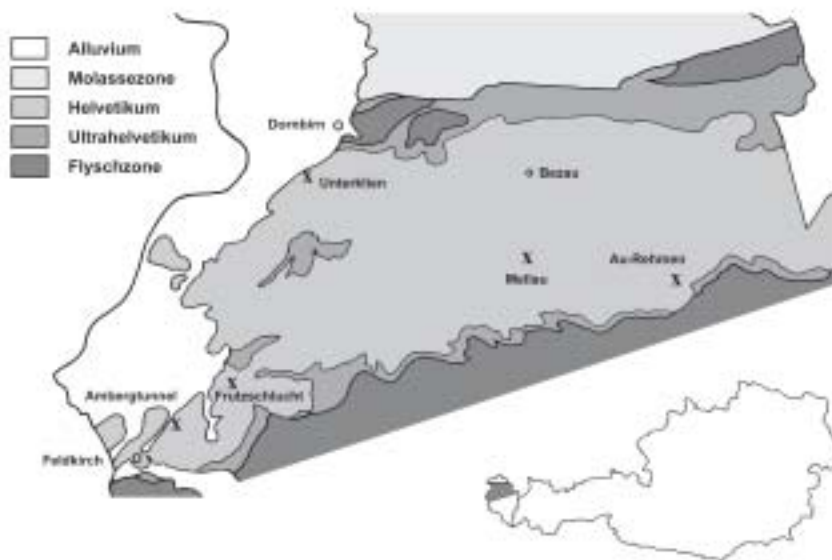 Alluvium
Molassezone
Helvetikum
Ultrahelvetikum
Flyschzone
Dornbirn
Unterklien
Bezau
Mellau
Au-Rehmen
Ambergtunnel
Frutzschlucht
Feldkirch